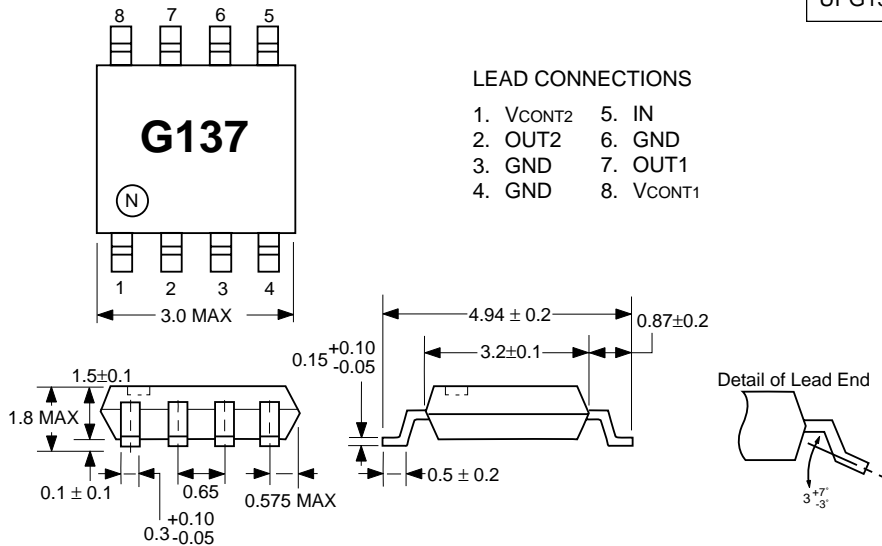 8 7 6 5
G137
N
1 2 3 4
3.0 MAX
LEAD CONNECTIONS
1. VCONT2 5. IN
2. OUT2 6. GND
3. GND 7. OUT1
4. GND 8. VCONT1
4.94 ± 0.2
0.87±0.2
3.2±0.1
0.15 +0.10 -0.05
0.5 ± 0.2
1.5±0.1
1.8 MAX
0.1 ± 0.1
0.65
0.575 MAX
0.3 +0.10 -0.05
Detail of Lead End
3 +7° -3°